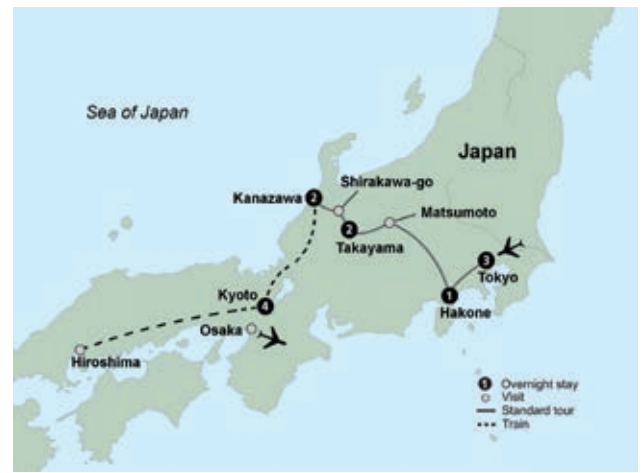 Sea of Japan
Japan
Shirakawa-go
Kanazawa
2
Matsumoto
2
Takayama
3
Tokyo
1
Hakone
Kyoto
4
Osaka
Hiroshima
1 Overnight stay
Visit
Standard tour
Train